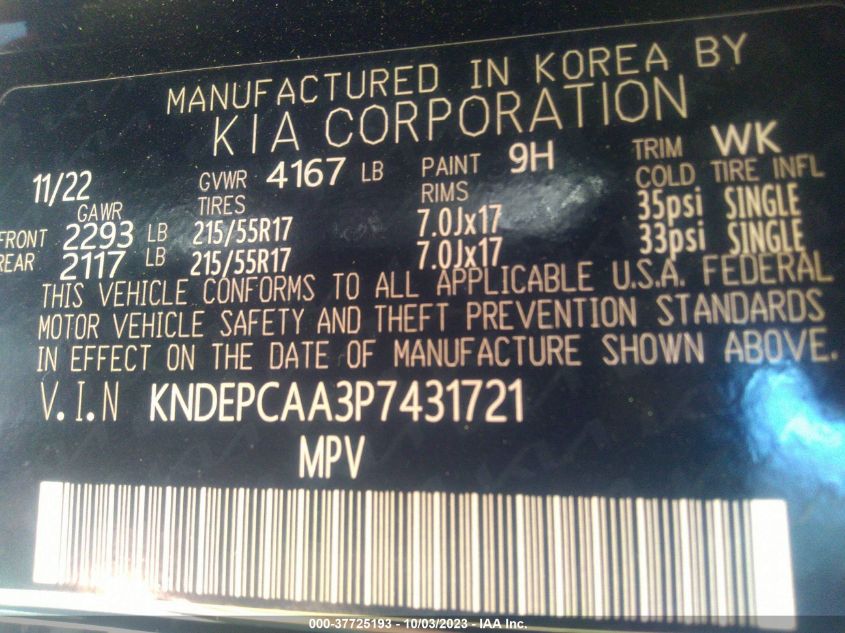 MANUFACTURED IN KOREA BY
KIA CORPORATION
11/22 GVWR 4167 LB PAINT 9H TRIM WK
GAWR TIRES RIMS COLD TIRE INFL
FRONT 2293 LB 215/55R17 7.0Jx17 35psi SINGLE
REAR 2117 LB 215/55R17 7.0Jx17 33psi SINGLE
THIS VEHICLE CONFORMS TO ALL APPLICABLE U.S.A. FEDERAL
MOTOR VEHICLE SAFETY AND THEFT PREVENTION STANDARDS
IN EFFECT ON THE DATE OF MANUFACTURE SHOWN ABOVE.
V.I.N KNDEPCAA3P7431721
MPV
000-37725193 - 10/03/2023 - IAA Inc.